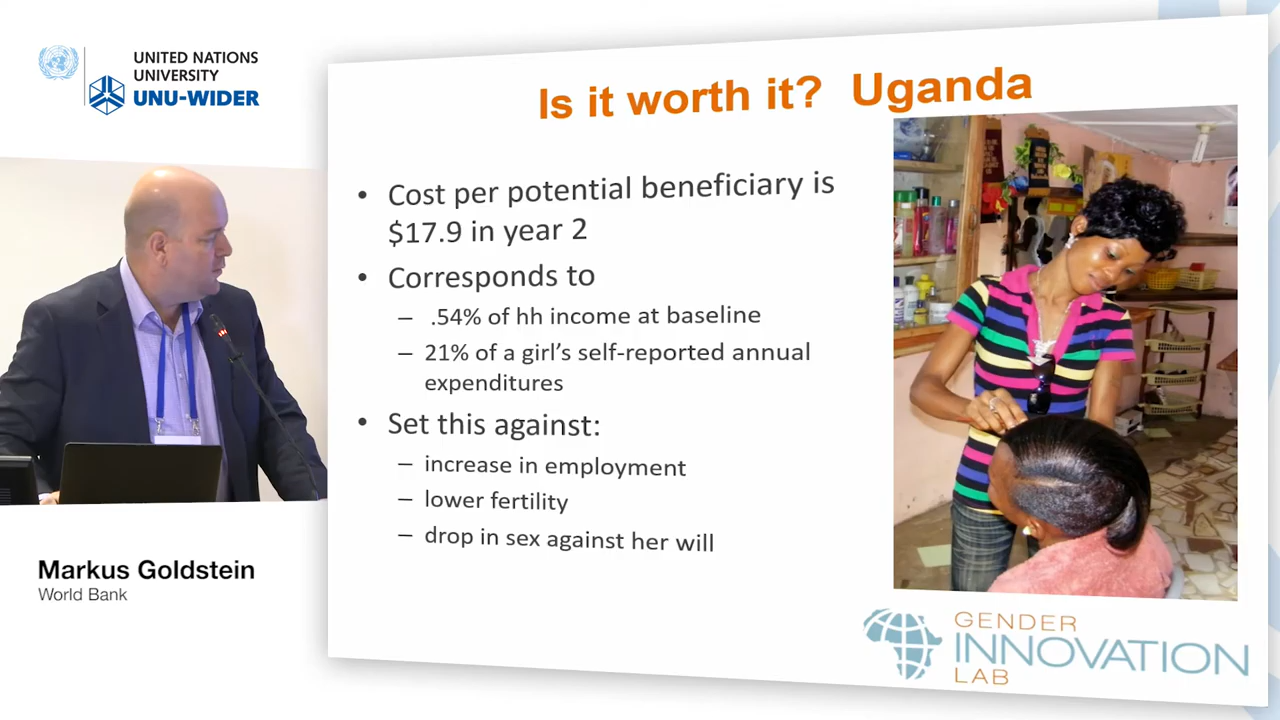 UNITED NATIONS
UNIVERSITY
UNU-WIDER
Is it worth it? Uganda
• Cost per potential beneficiary is
$17.9 in year 2
• Corresponds to
– .54% of hh income at baseline
– 21% of a girl's self-reported annual
expenditures
• Set this against:
– increase in employment
– lower fertility
– drop in sex against her will
Markus Goldstein
World Bank
GENDER
INNOVATION
LAB